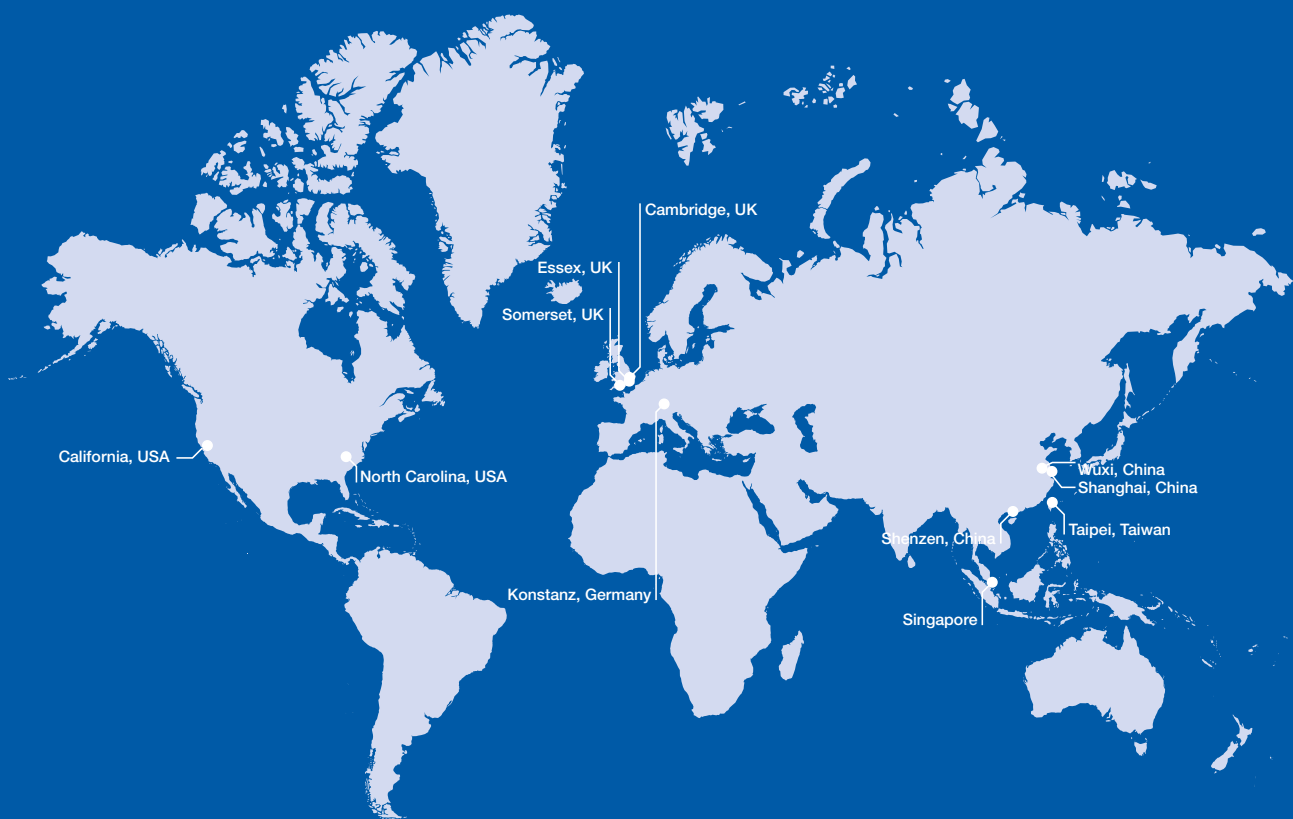 Cambridge, UK
Essex, UK
Somerset, UK
California, USA
North Carolina, USA
Wuxi, China
Shanghai, China
Taipei, Taiwan
Shenzen, China
Konstanz, Germany
Singapore